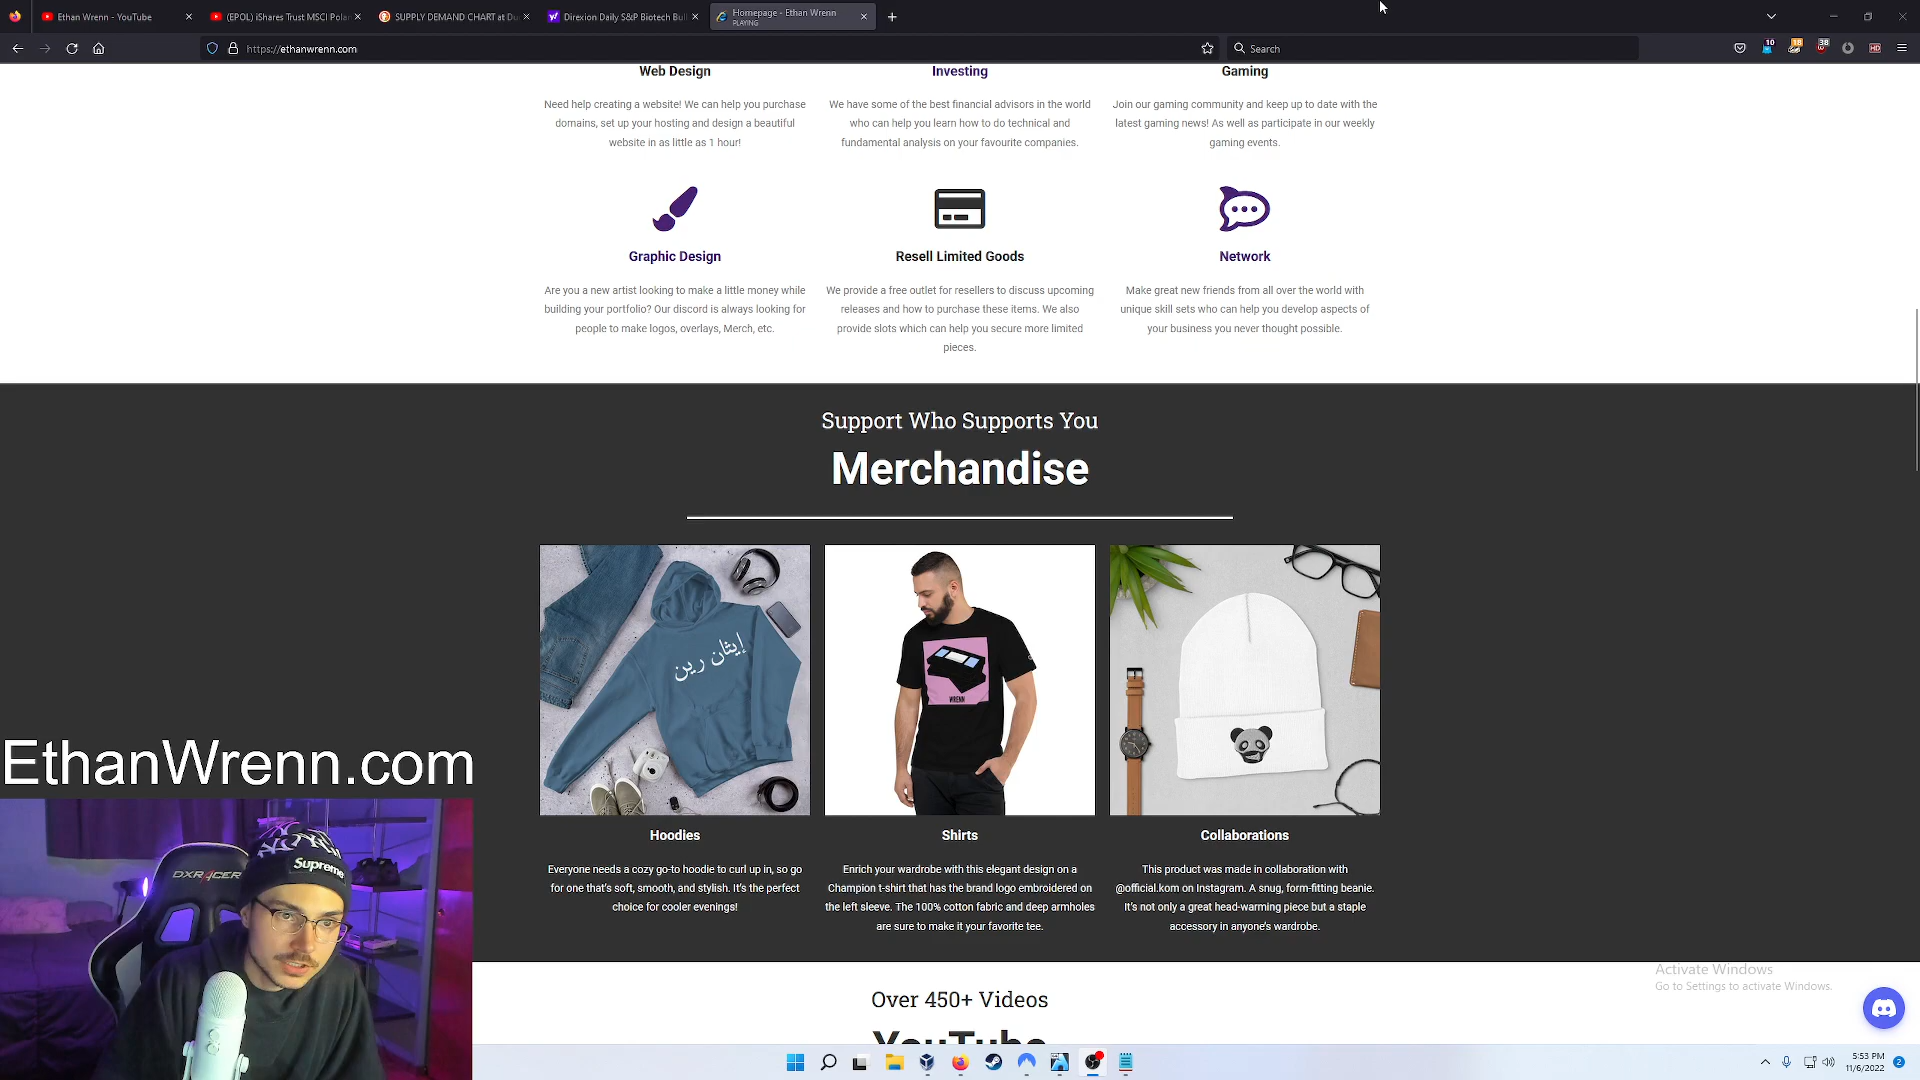 Ethan Wrenn - YouTube
(EPOL) iShares Trust MSCI Polan
SUPPLY DEMAND CHART at Du
Direxion Daily S&P Biotech Bull
Homepage - Ethan Wrenn
PLAYING
https://ethanwrenn.com
Search
10
18
38
HD
Web Design
Need help creating a website! We can help you purchase
domains, set up your hosting and design a beautiful
website in as little as 1 hour!
Investing
We have some of the best financial advisors in the world
who can help you learn how to do technical and
fundamental analysis on your favourite companies.
Gaming
Join our gaming community and keep up to date with the
latest gaming news! As well as participate in our weekly
gaming events.
Graphic Design
Are you a new artist looking to make a little money while
building your portfolio? Our discord is always looking for
people to make logos, overlays, Merch, etc.
Resell Limited Goods
We provide a free outlet for resellers to discuss upcoming
releases and how to purchase these items. We also
provide slots which can help you secure more limited
pieces.
Network
Make great new friends from all over the world with
unique skill sets who can help you develop aspects of
your business you never thought possible.
Support Who Supports You
Merchandise
إيثان رين
WRENN
Hoodies
Everyone needs a cozy go-to hoodie to curl up in, so go
for one that's soft, smooth, and stylish. It's the perfect
choice for cooler evenings!
Shirts
Enrich your wardrobe with this elegant design on a
Champion t-shirt that has the brand logo embroidered on
the left sleeve. The 100% cotton fabric and deep armholes
are sure to make it your favorite tee.
Collaborations
This product was made in collaboration with
@official.kom on Instagram. A snug, form-fitting beanie.
It's not only a great head-warming piece but a staple
accessory in anyone's wardrobe.
EthanWrenn.com
DXRACER
Supreme
Over 450+ Videos
YouTube
Activate Windows
Go to Settings to activate Windows.
5:53 PM
11/6/2022
2